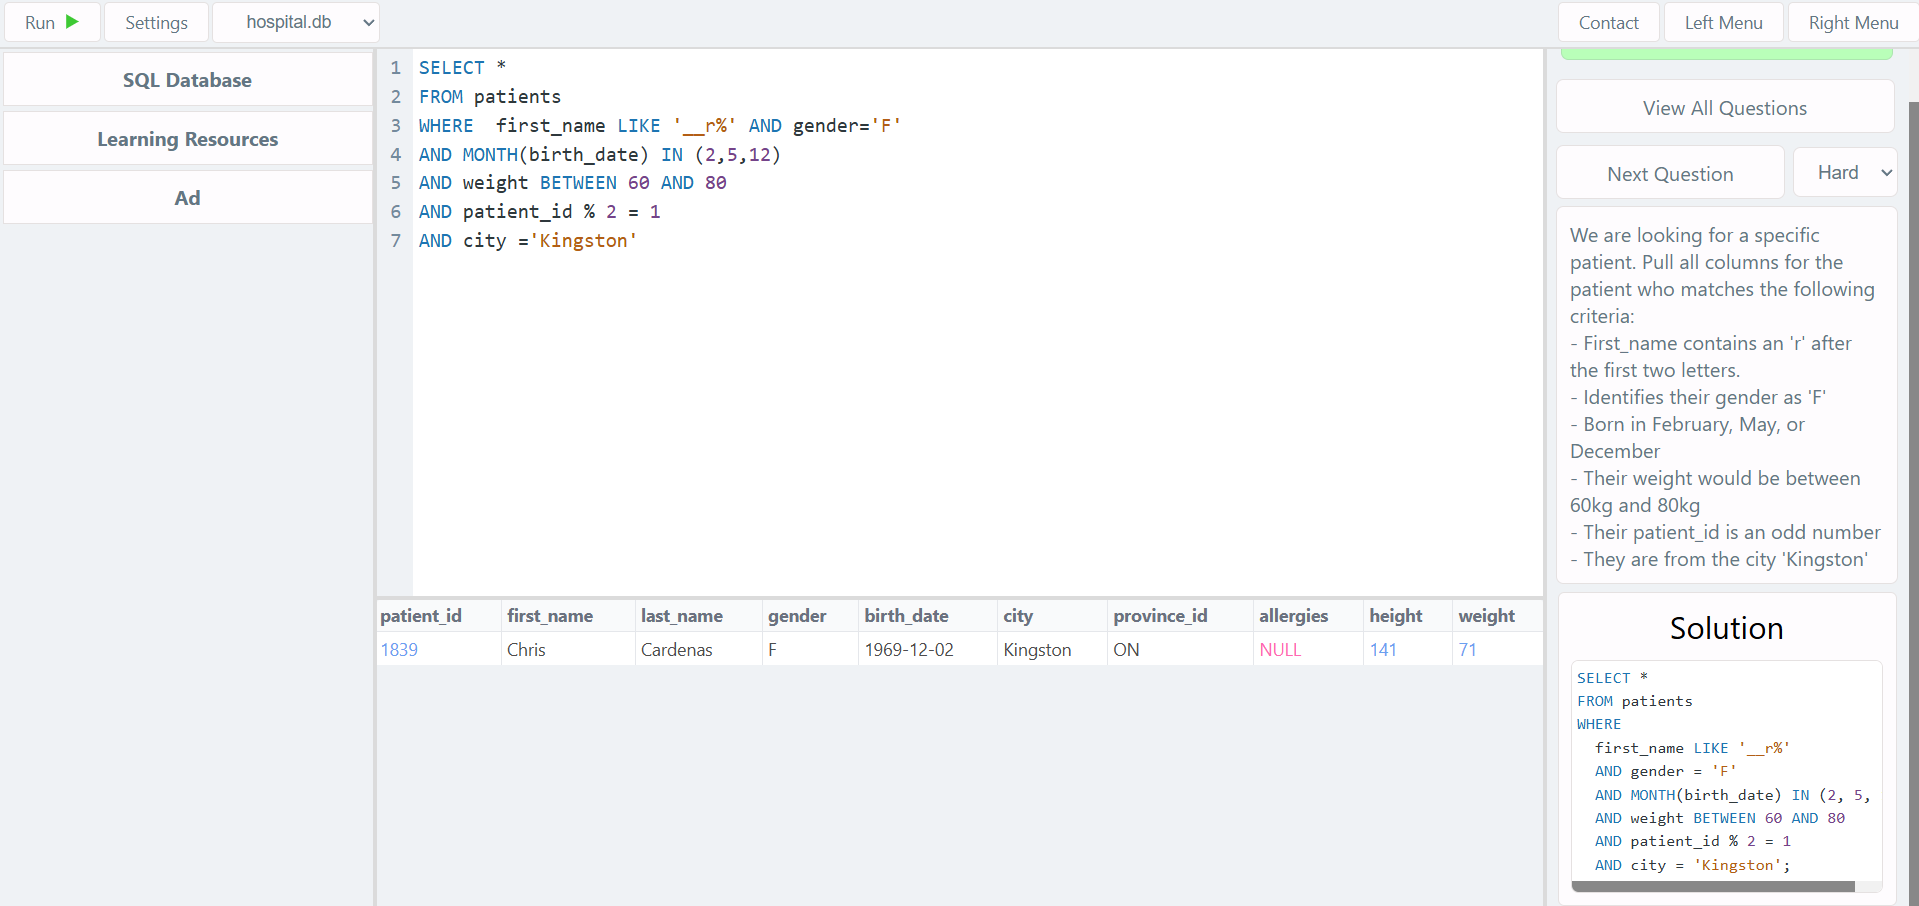 Run
Settings
hospital.db
Contact
Left Menu
Right Menu
SQL Database
Learning Resources
Ad
1 SELECT *
2 FROM patients
3 WHERE  first_name LIKE '__r%' AND gender='F'
4 AND MONTH(birth_date) IN (2,5,12)
5 AND weight BETWEEN 60 AND 80
6 AND patient_id % 2 = 1
7 AND city ='Kingston'
patient_id first_name last_name gender birth_date city province_id allergies height weight
1839 Chris Cardenas F 1969-12-02 Kingston ON NULL 141 71
View All Questions
Next Question
Hard
We are looking for a specific
patient. Pull all columns for the
patient who matches the following
criteria:
- First_name contains an 'r' after
the first two letters.
- Identifies their gender as 'F'
- Born in February, May, or
December
- Their weight would be between
60kg and 80kg
- Their patient_id is an odd number
- They are from the city 'Kingston'
Solution
SELECT *
FROM patients
WHERE
  first_name LIKE '__r%'
  AND gender = 'F'
  AND MONTH(birth_date) IN (2, 5,
  AND weight BETWEEN 60 AND 80
  AND patient_id % 2 = 1
  AND city = 'Kingston';